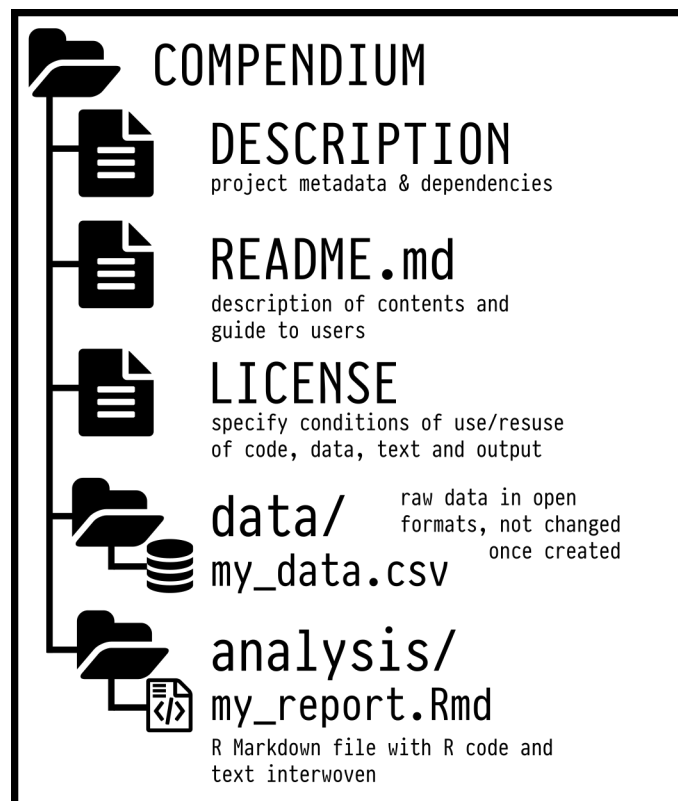 COMPENDIUM
DESCRIPTION
project metadata & dependencies
README.md
description of contents and
guide to users
LICENSE
specify conditions of use/resuse
of code, data, text and output
data/
raw data in open
formats, not changed
once created
my_data.csv
</>
analysis/
my_report.Rmd
R Markdown file with R code and
text interwoven